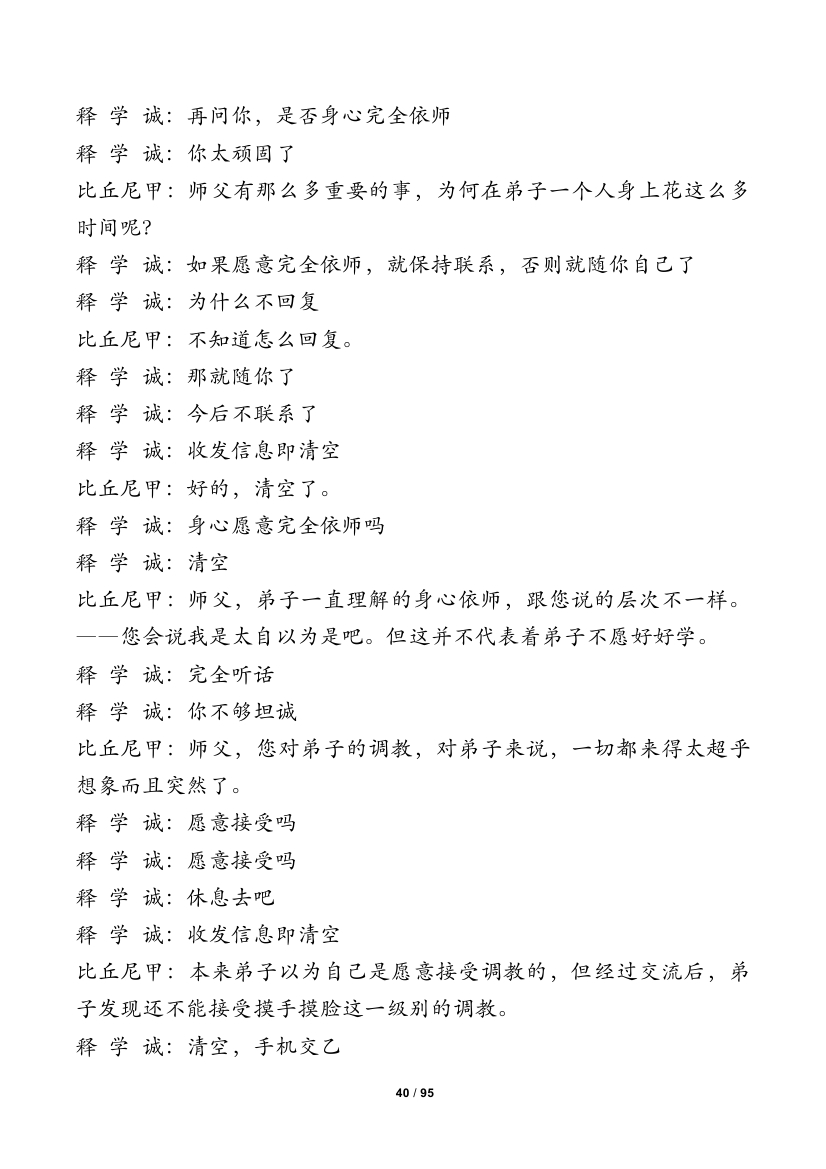 释 学 诚：再问你，是否身心完全依师
释 学 诚：你太顽固了
比丘尼甲：师父有那么多重要的事，为何在弟子一个人身上花这么多
时间呢？
释 学 诚：如果愿意完全依师，就保持联系，否则就随你自己了
释 学 诚：为什么不回复
比丘尼甲：不知道怎么回复。
释 学 诚：那就随你了
释 学 诚：今后不联系了
释 学 诚：收发信息即清空
比丘尼甲：好的，清空了。
释 学 诚：身心愿意完全依师吗
释 学 诚：清空
比丘尼甲：师父，弟子一直理解的身心依师，跟您说的层次不一样。
——您会说我是太自以为是吧。但这并不代表着弟子不愿好好学。
释 学 诚：完全听话
释 学 诚：你不够坦诚
比丘尼甲：师父，您对弟子的调教，对弟子来说，一切都来得太超乎
想象而且突然了。
释 学 诚：愿意接受吗
释 学 诚：愿意接受吗
释 学 诚：休息去吧
释 学 诚：收发信息即清空
比丘尼甲：本来弟子以为自己是愿意接受调教的，但经过交流后，弟
子发现还不能接受摸手摸脸这一级别的调教。
释 学 诚：清空，手机交乙
40 / 95